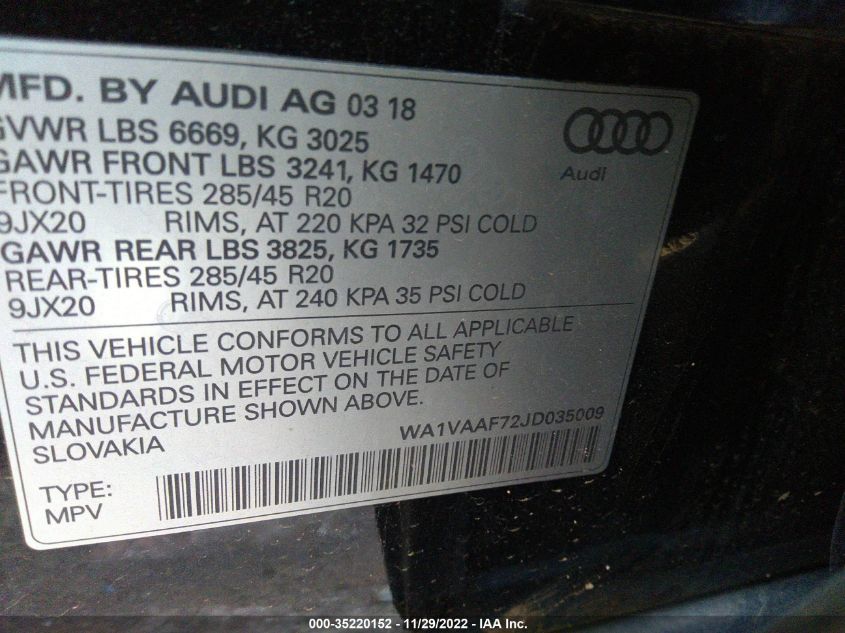 MFD. BY AUDI AG 03 18
GVWR LBS 6669, KG 3025
GAWR FRONT LBS 3241, KG 1470
FRONT-TIRES 285/45 R20
9JX20 RIMS, AT 220 KPA 32 PSI COLD
GAWR REAR LBS 3825, KG 1735
REAR-TIRES 285/45 R20
9JX20 RIMS, AT 240 KPA 35 PSI COLD
Audi
THIS VEHICLE CONFORMS TO ALL APPLICABLE
U.S. FEDERAL MOTOR VEHICLE SAFETY
STANDARDS IN EFFECT ON THE DATE OF
MANUFACTURE SHOWN ABOVE.
SLOVAKIA WA1VAAF72JD035009
TYPE:
MPV
000-35220152 - 11/29/2022 - IAA Inc.